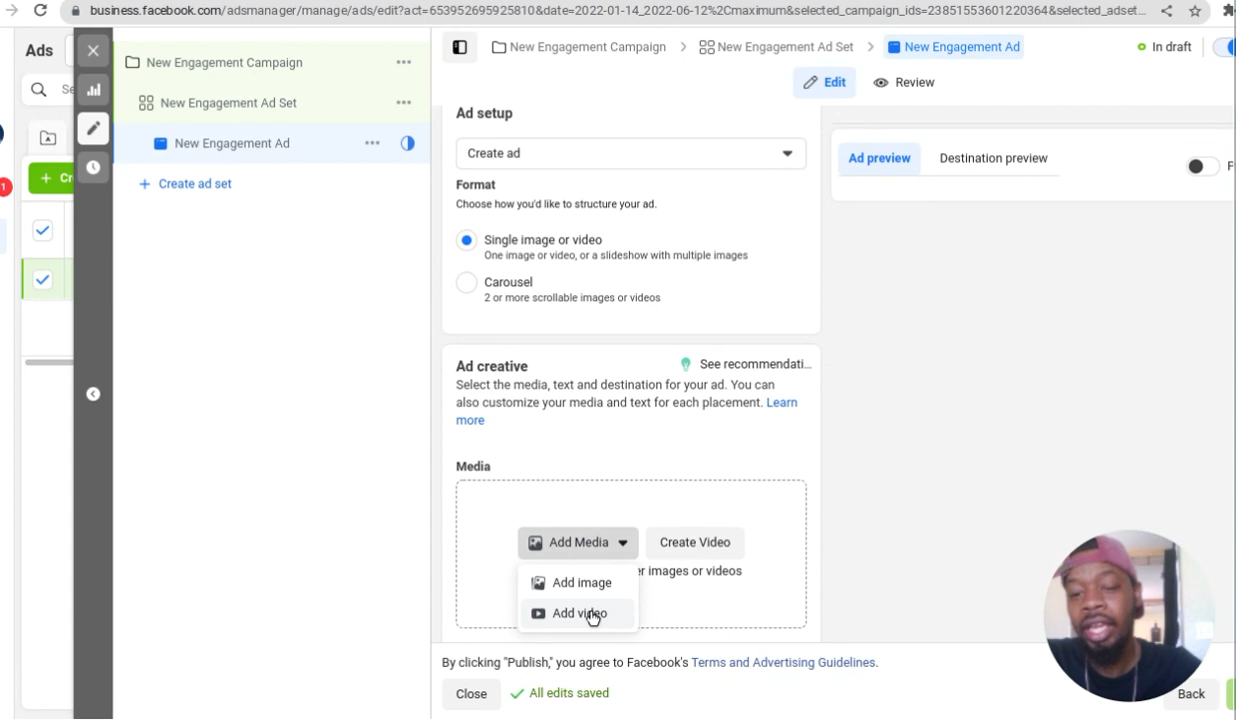 business.facebook.com/adsmanager/manage/ads/edit?act=653952695925810&date=2022-01-14_2022-06-12%2Cmaximum&selected_campaign_ids=23851553601220364&selected_adset...
Ads
Se
1
+ Cr
New Engagement Campaign
New Engagement Ad Set
New Engagement Ad
+ Create ad set
New Engagement Campaign > New Engagement Ad Set > New Engagement Ad
In draft
Edit
Review
Ad setup
Create ad
Format
Choose how you'd like to structure your ad.
Single image or video
One image or video, or a slideshow with multiple images
Carousel
2 or more scrollable images or videos
Ad creative
See recommendati...
Select the media, text and destination for your ad. You can
also customize your media and text for each placement. Learn
more
Media
Add Media
Create Video
er images or videos
Add image
Add video
By clicking "Publish," you agree to Facebook's Terms and Advertising Guidelines.
Close
All edits saved
Back
Ad preview
Destination preview
F